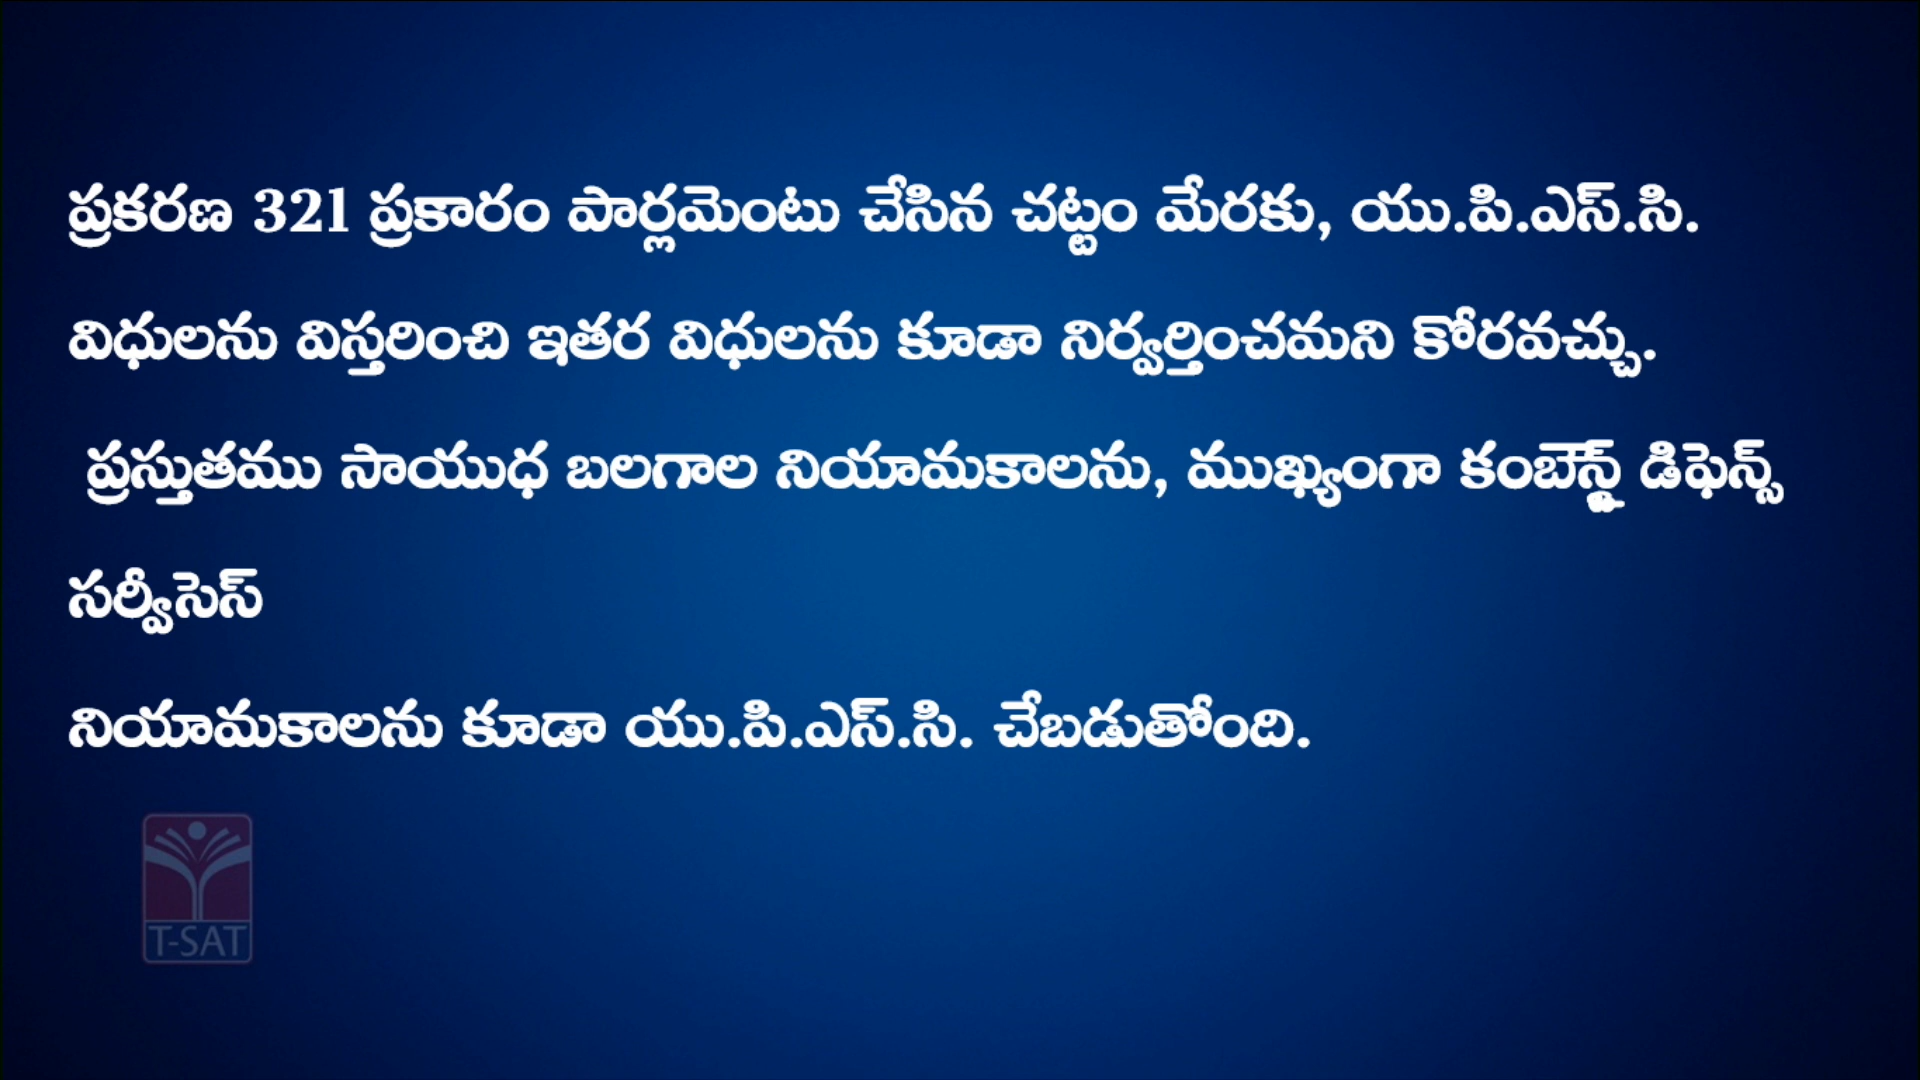 ప్రకరణ 321 ప్రకారం పార్లమెంటు చేసిన చట్టం మేరకు, యు.పి.ఎస్.సి.
విధులను విస్తరించి ఇతర విధులను కూడా నిర్వర్తించమని కోరవచ్చు.
ప్రస్తుతము సాయుధ బలగాల నియామకాలను, ముఖ్యంగా కంబైన్డ్ డిఫెన్స్
సర్వీసెస్
నియామకాలను కూడా యు.పి.ఎస్.సి. చేబడుతోంది.
T-SAT